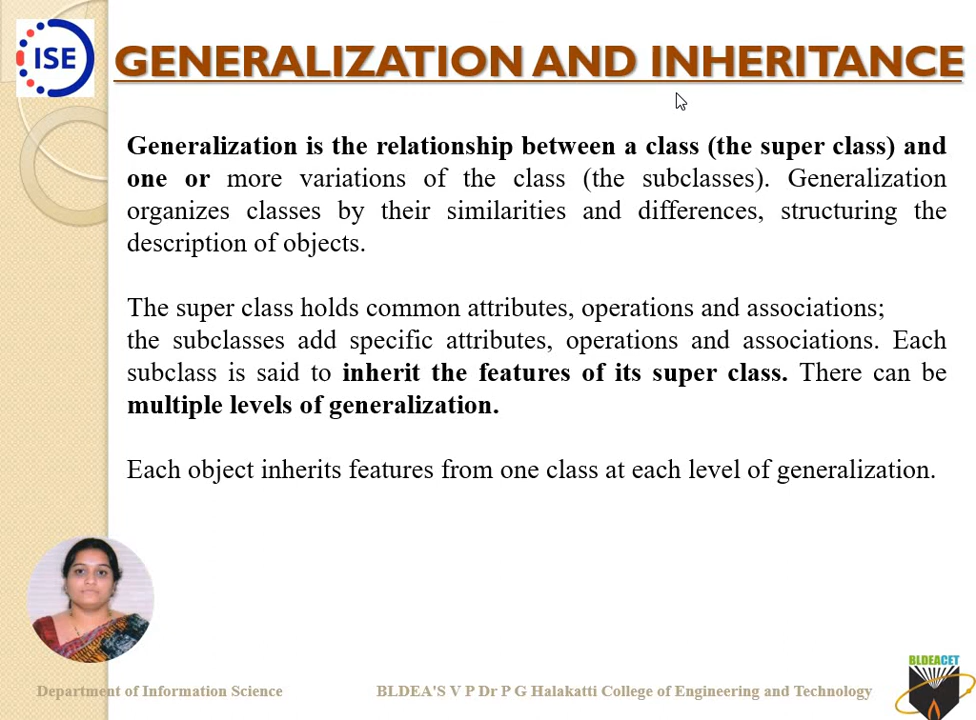 ISE
GENERALIZATION AND INHERITANCE
Generalization is the relationship between a class (the super class) and
one or more variations of the class (the subclasses). Generalization
organizes classes by their similarities and differences, structuring the
description of objects.
The super class holds common attributes, operations and associations;
the subclasses add specific attributes, operations and associations. Each
subclass is said to inherit the features of its super class. There can be
multiple levels of generalization.
Each object inherits features from one class at each level of generalization.
BLDEACET
Department of Information Science
BLDEA'S V P Dr P G Halakatti College of Engineering and Technology